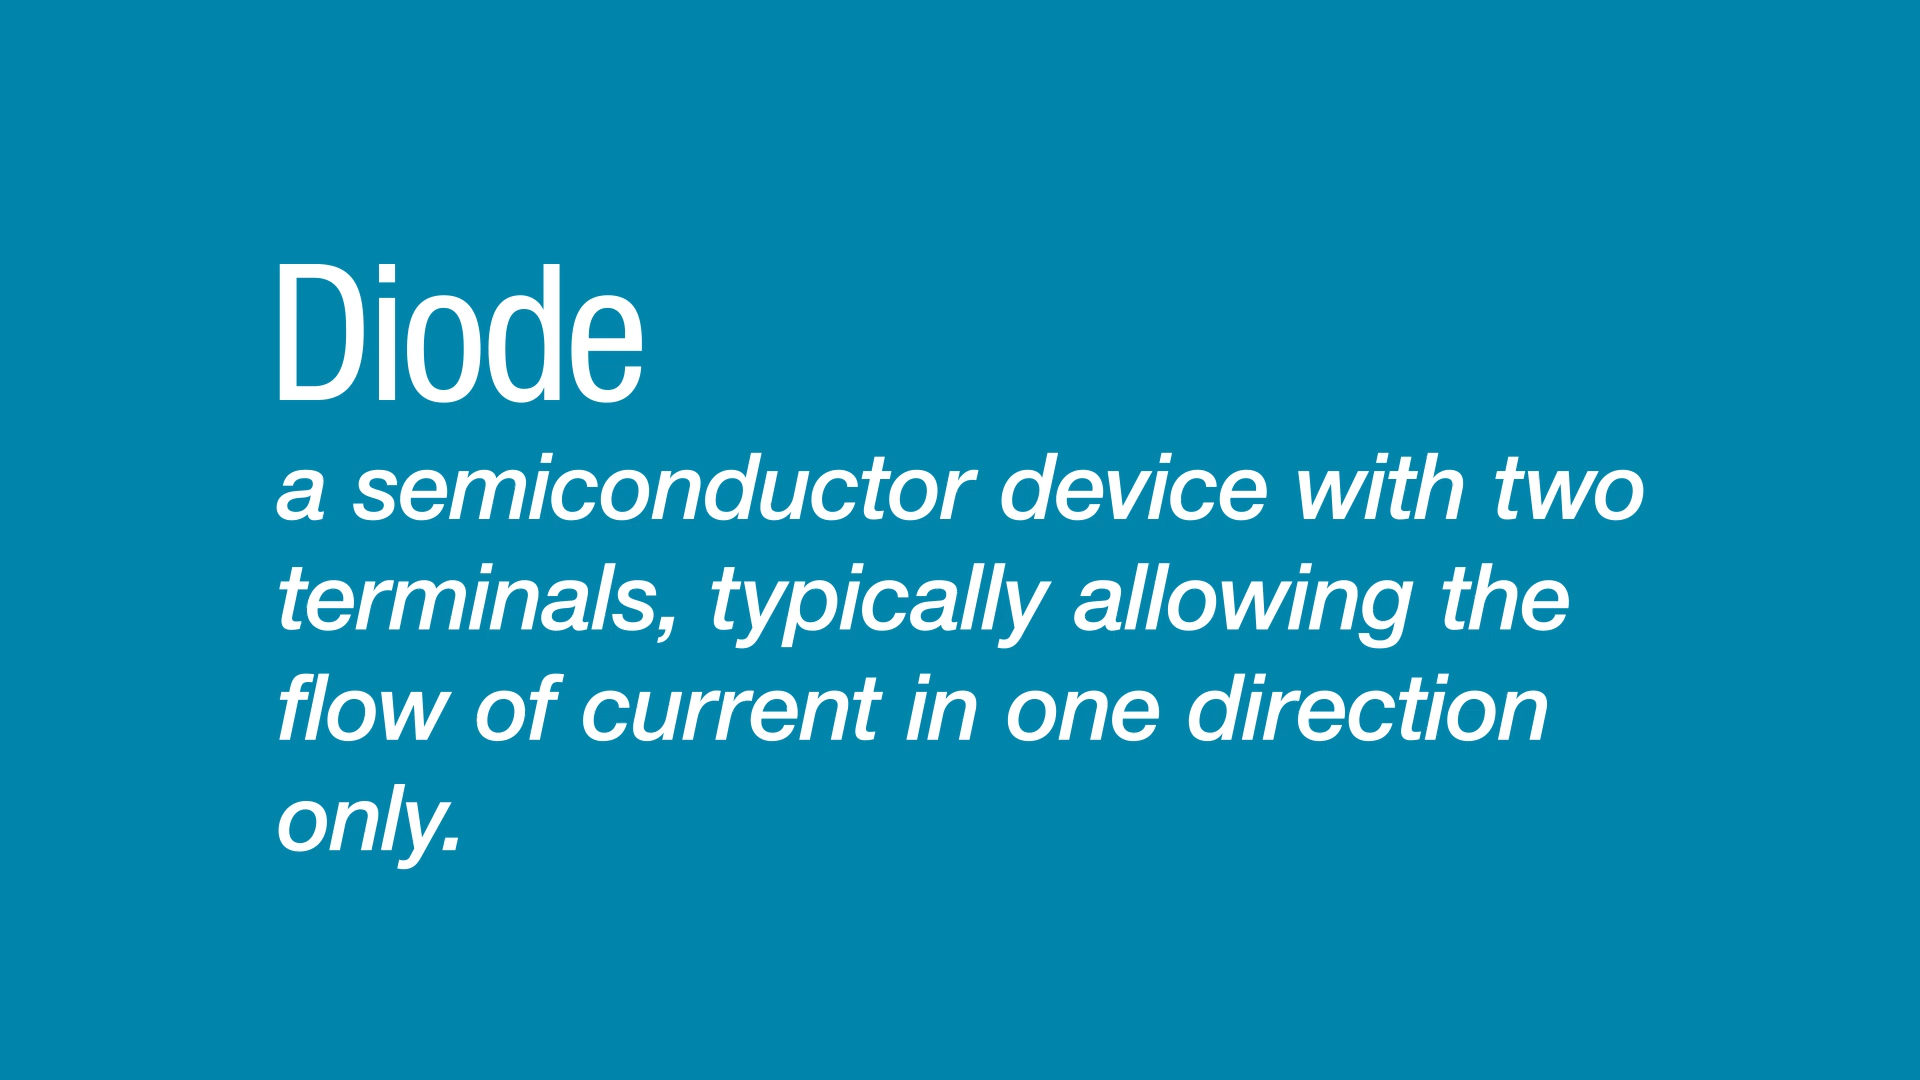 Diode
a semiconductor device with two
terminals, typically allowing the
flow of current in one direction
only.